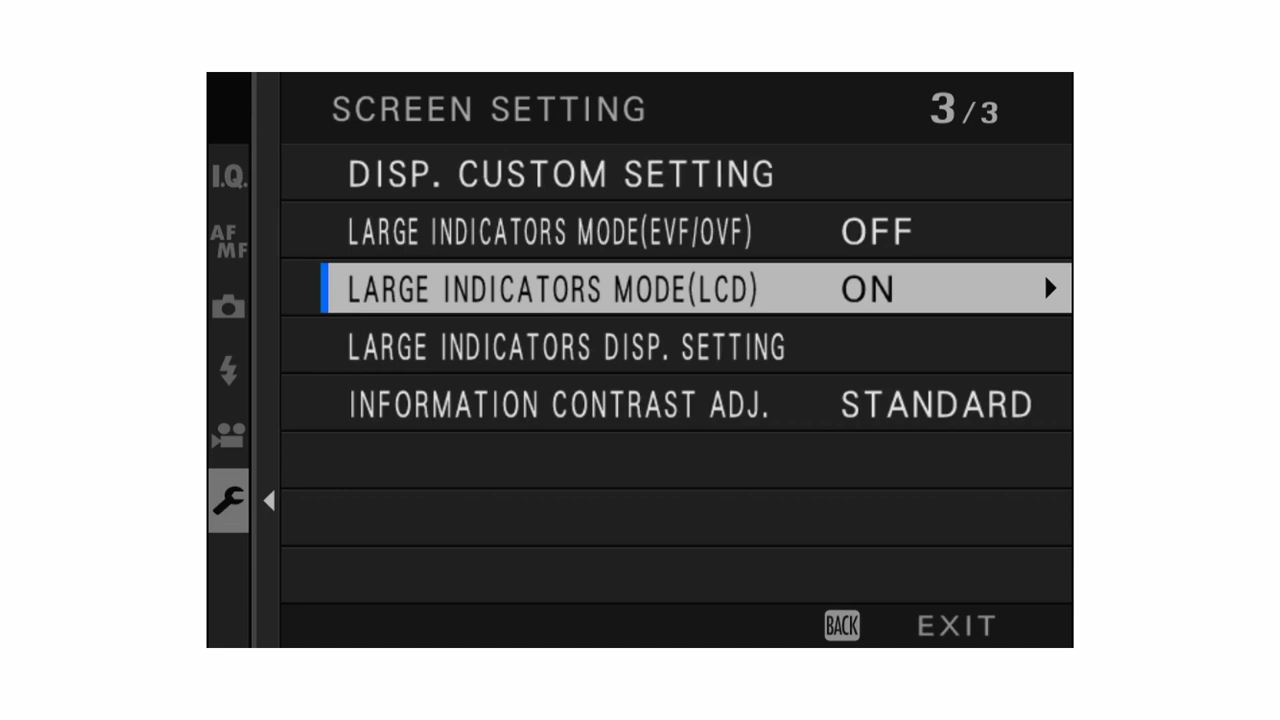 SCREEN SETTING 3/3
I.Q. DISP. CUSTOM SETTING
AF MF LARGE INDICATORS MODE(EVF/OVF) OFF
LARGE INDICATORS MODE(LCD) ON
LARGE INDICATORS DISP. SETTING
INFORMATION CONTRAST ADJ. STANDARD
BACK EXIT